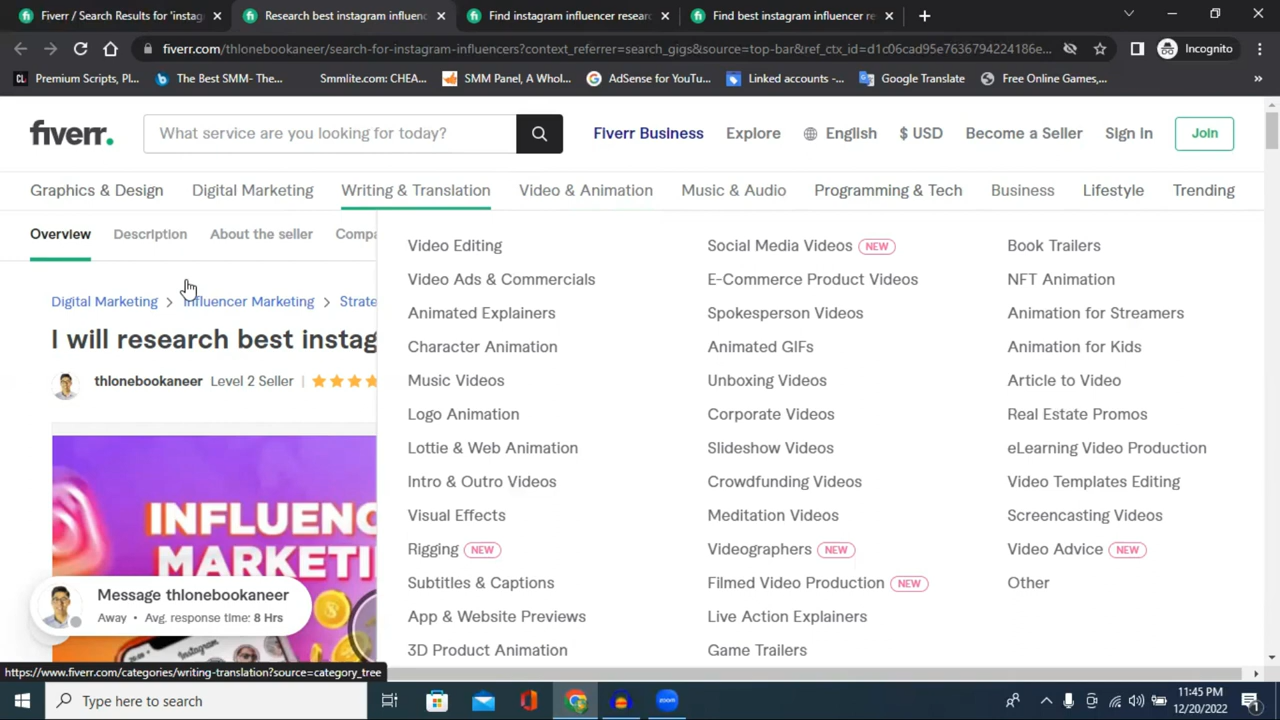 Fiverr / Search Results for 'instag
Research best instagram influenc
Find instagram influencer resear
Find best instagram influencer re
fiverr.com/thlonebookaneer/search-for-instagram-influencers?context_referrer=search_gigs&source=top-bar&ref_ctx_id=d1c06cad95e7636794224186e...
Incognito
Premium Scripts, Pl...
The Best SMM- The...
Smmlite.com: CHEA...
SMM Panel, A Whol...
AdSense for YouTu...
Linked accounts -...
Google Translate
Free Online Games,...
fiverr.
What service are you looking for today?
Fiverr Business
Explore
English
$ USD
Become a Seller
Sign In
Join
Graphics & Design
Digital Marketing
Writing & Translation
Video & Animation
Music & Audio
Programming & Tech
Business
Lifestyle
Trending
Overview
Description
About the seller
Compa
Digital Marketing > Influencer Marketing > Strate
I will research best instag
thlonebookaneer Level 2 Seller
INFLUENC
MARKETI
Instagram
Message thlonebookaneer
Away • Avg. response time: 8 Hrs
Video Editing
Video Ads & Commercials
Animated Explainers
Character Animation
Music Videos
Logo Animation
Lottie & Web Animation
Intro & Outro Videos
Visual Effects
Rigging NEW
Subtitles & Captions
App & Website Previews
3D Product Animation
Social Media Videos NEW
E-Commerce Product Videos
Spokesperson Videos
Animated GIFs
Unboxing Videos
Corporate Videos
Slideshow Videos
Crowdfunding Videos
Meditation Videos
Videographers NEW
Filmed Video Production NEW
Live Action Explainers
Game Trailers
Book Trailers
NFT Animation
Animation for Streamers
Animation for Kids
Article to Video
Real Estate Promos
eLearning Video Production
Video Templates Editing
Screencasting Videos
Video Advice NEW
Other
https://www.fiverr.com/categories/writing-translation?source=category_tree
Type here to search
zoom
11:45 PM
12/20/2022
1